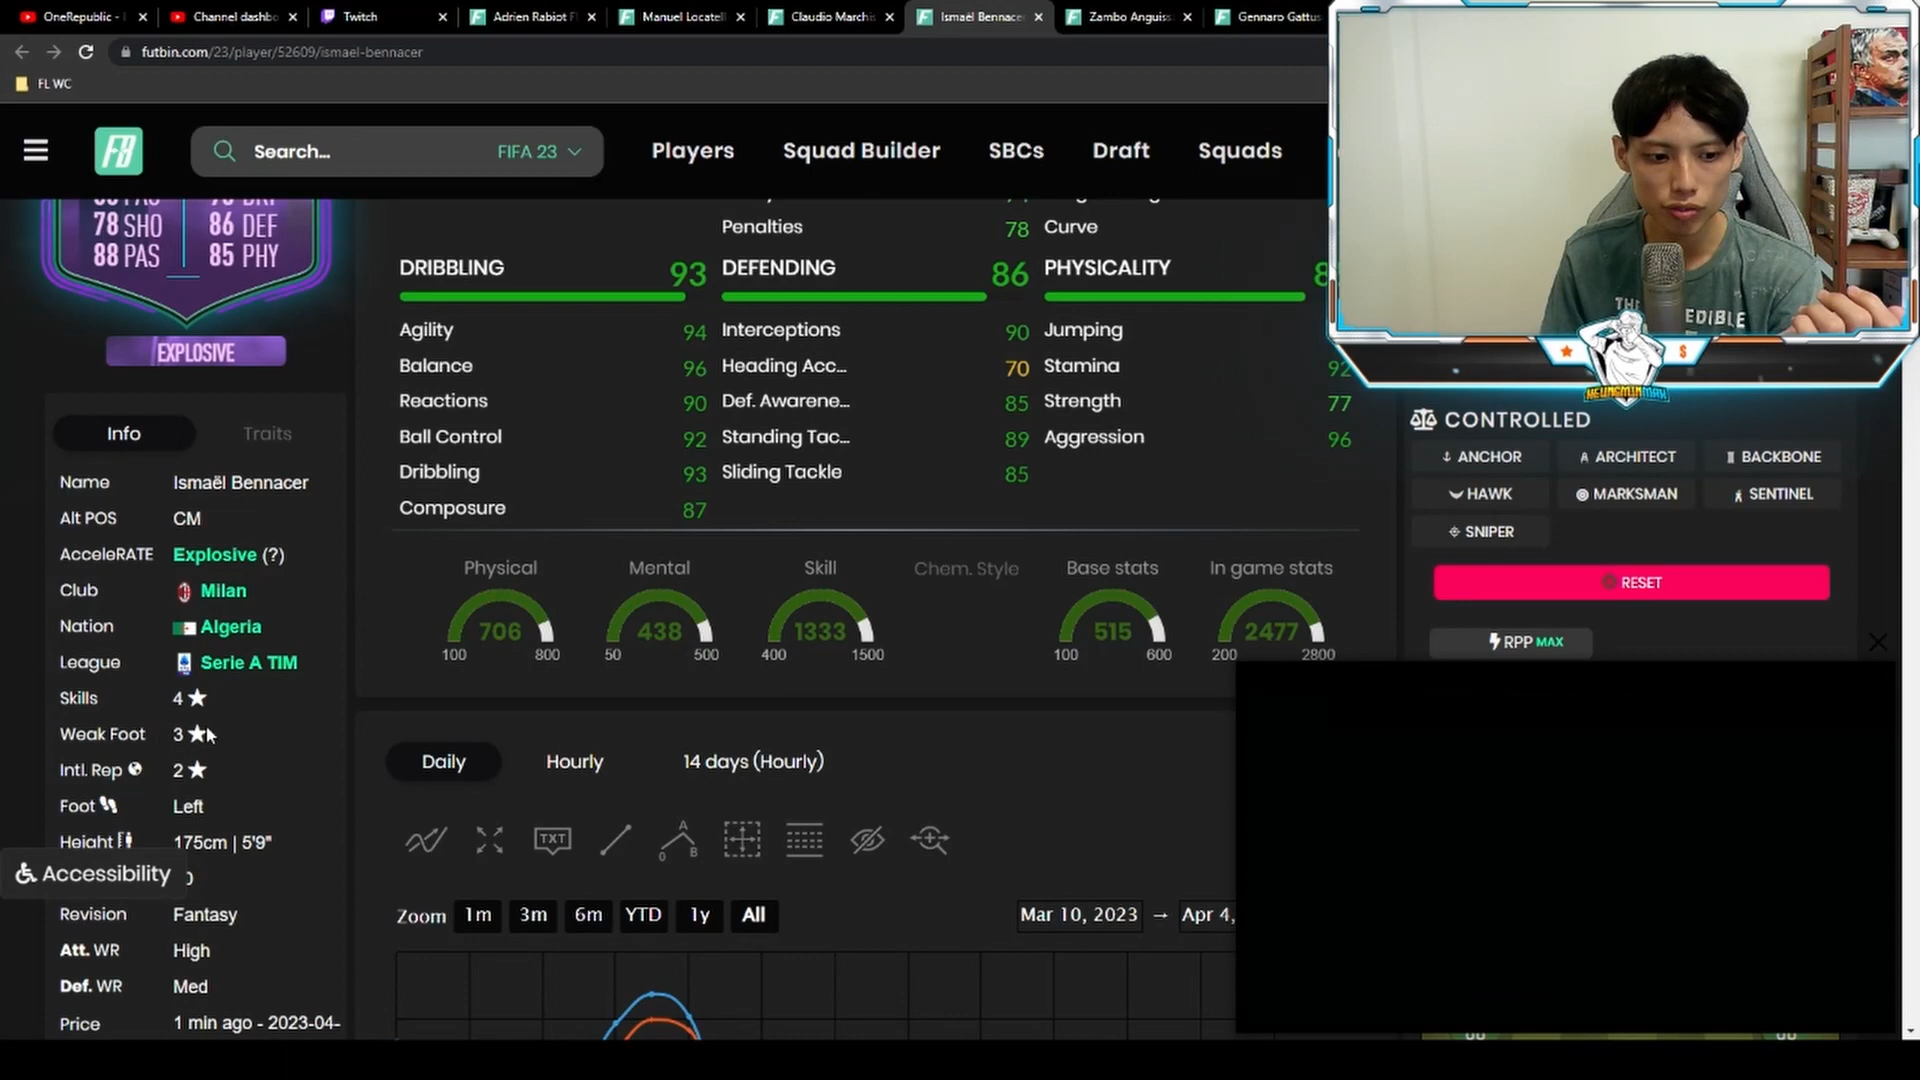 OneRepublic -
Channel dashbo
Twitch
Adrien Rabiot F
Manuel Locatell
Claudio Marchis
Ismaël Bennacer
Zambo Anguiss
Gennaro Gattus
futbin.com/23/player/52609/ismael-bennacer
FL WC
FB
Search...
FIFA 23
Players
Squad Builder
SBCs
Draft
Squads
78 SHO
86 DEF
88 PAS
85 PHY
EXPLOSIVE
Penalties 78
Curve
DRIBBLING 93
Agility 94
Balance 96
Reactions 90
Ball Control 92
Dribbling 93
Composure 87
DEFENDING 86
Interceptions 90
Heading Acc... 70
Def. Awarene... 85
Standing Tac... 89
Sliding Tackle 85
PHYSICALITY 8
Jumping
Stamina 92
Strength 77
Aggression 96
Info
Traits
Name Ismaël Bennacer
Alt POS CM
AcceleRATE Explosive (?)
Club Milan
Nation Algeria
League Serie A TIM
Skills 4 ★
Weak Foot 3 ★
Intl. Rep 2 ★
Foot Left
Height 175cm | 5'9"
Accessibility
Revision Fantasy
Att. WR High
Def. WR Med
Price 1 min ago - 2023-04-
Physical
706
100 800
Mental
438
50 500
Skill
1333
400 1500
Chem. Style
Base stats
515
100 600
In game stats
2477
200 2800
Daily
Hourly
14 days (Hourly)
TXT
A
0 B
Zoom 1m 3m 6m YTD 1y All
Mar 10, 2023 → Apr 4,
CONTROLLED
ANCHOR
ARCHITECT
BACKBONE
HAWK
MARKSMAN
SENTINEL
SNIPER
RESET
RPP MAX
EDIBLE
HEUNGMINMAX